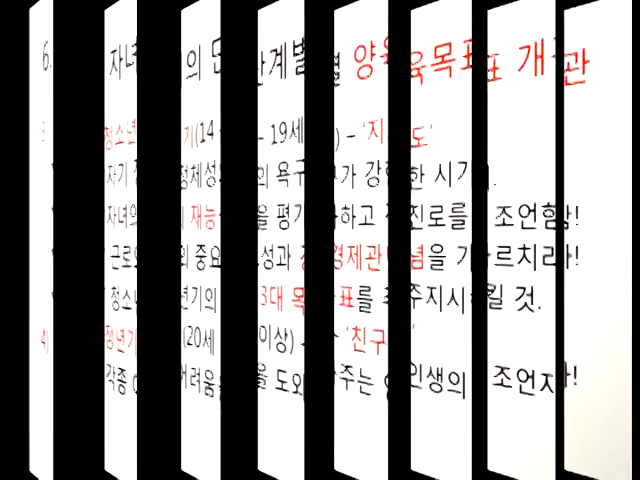 6. 자녀 단계별 양육목표 개관
청소년기(14 – 19세) –
자기 정체성의 욕구가 강한 시기.
자녀의 재능을 평가하고 진로를 조언함!
근로의 중요성과 경제관념을 가르치라!
청소년기의 3대 목표를 주지시킬 것.
4) 청년기(20세 이상) – '친구'
각종 어려움을 도와주는 인생의 조언자!